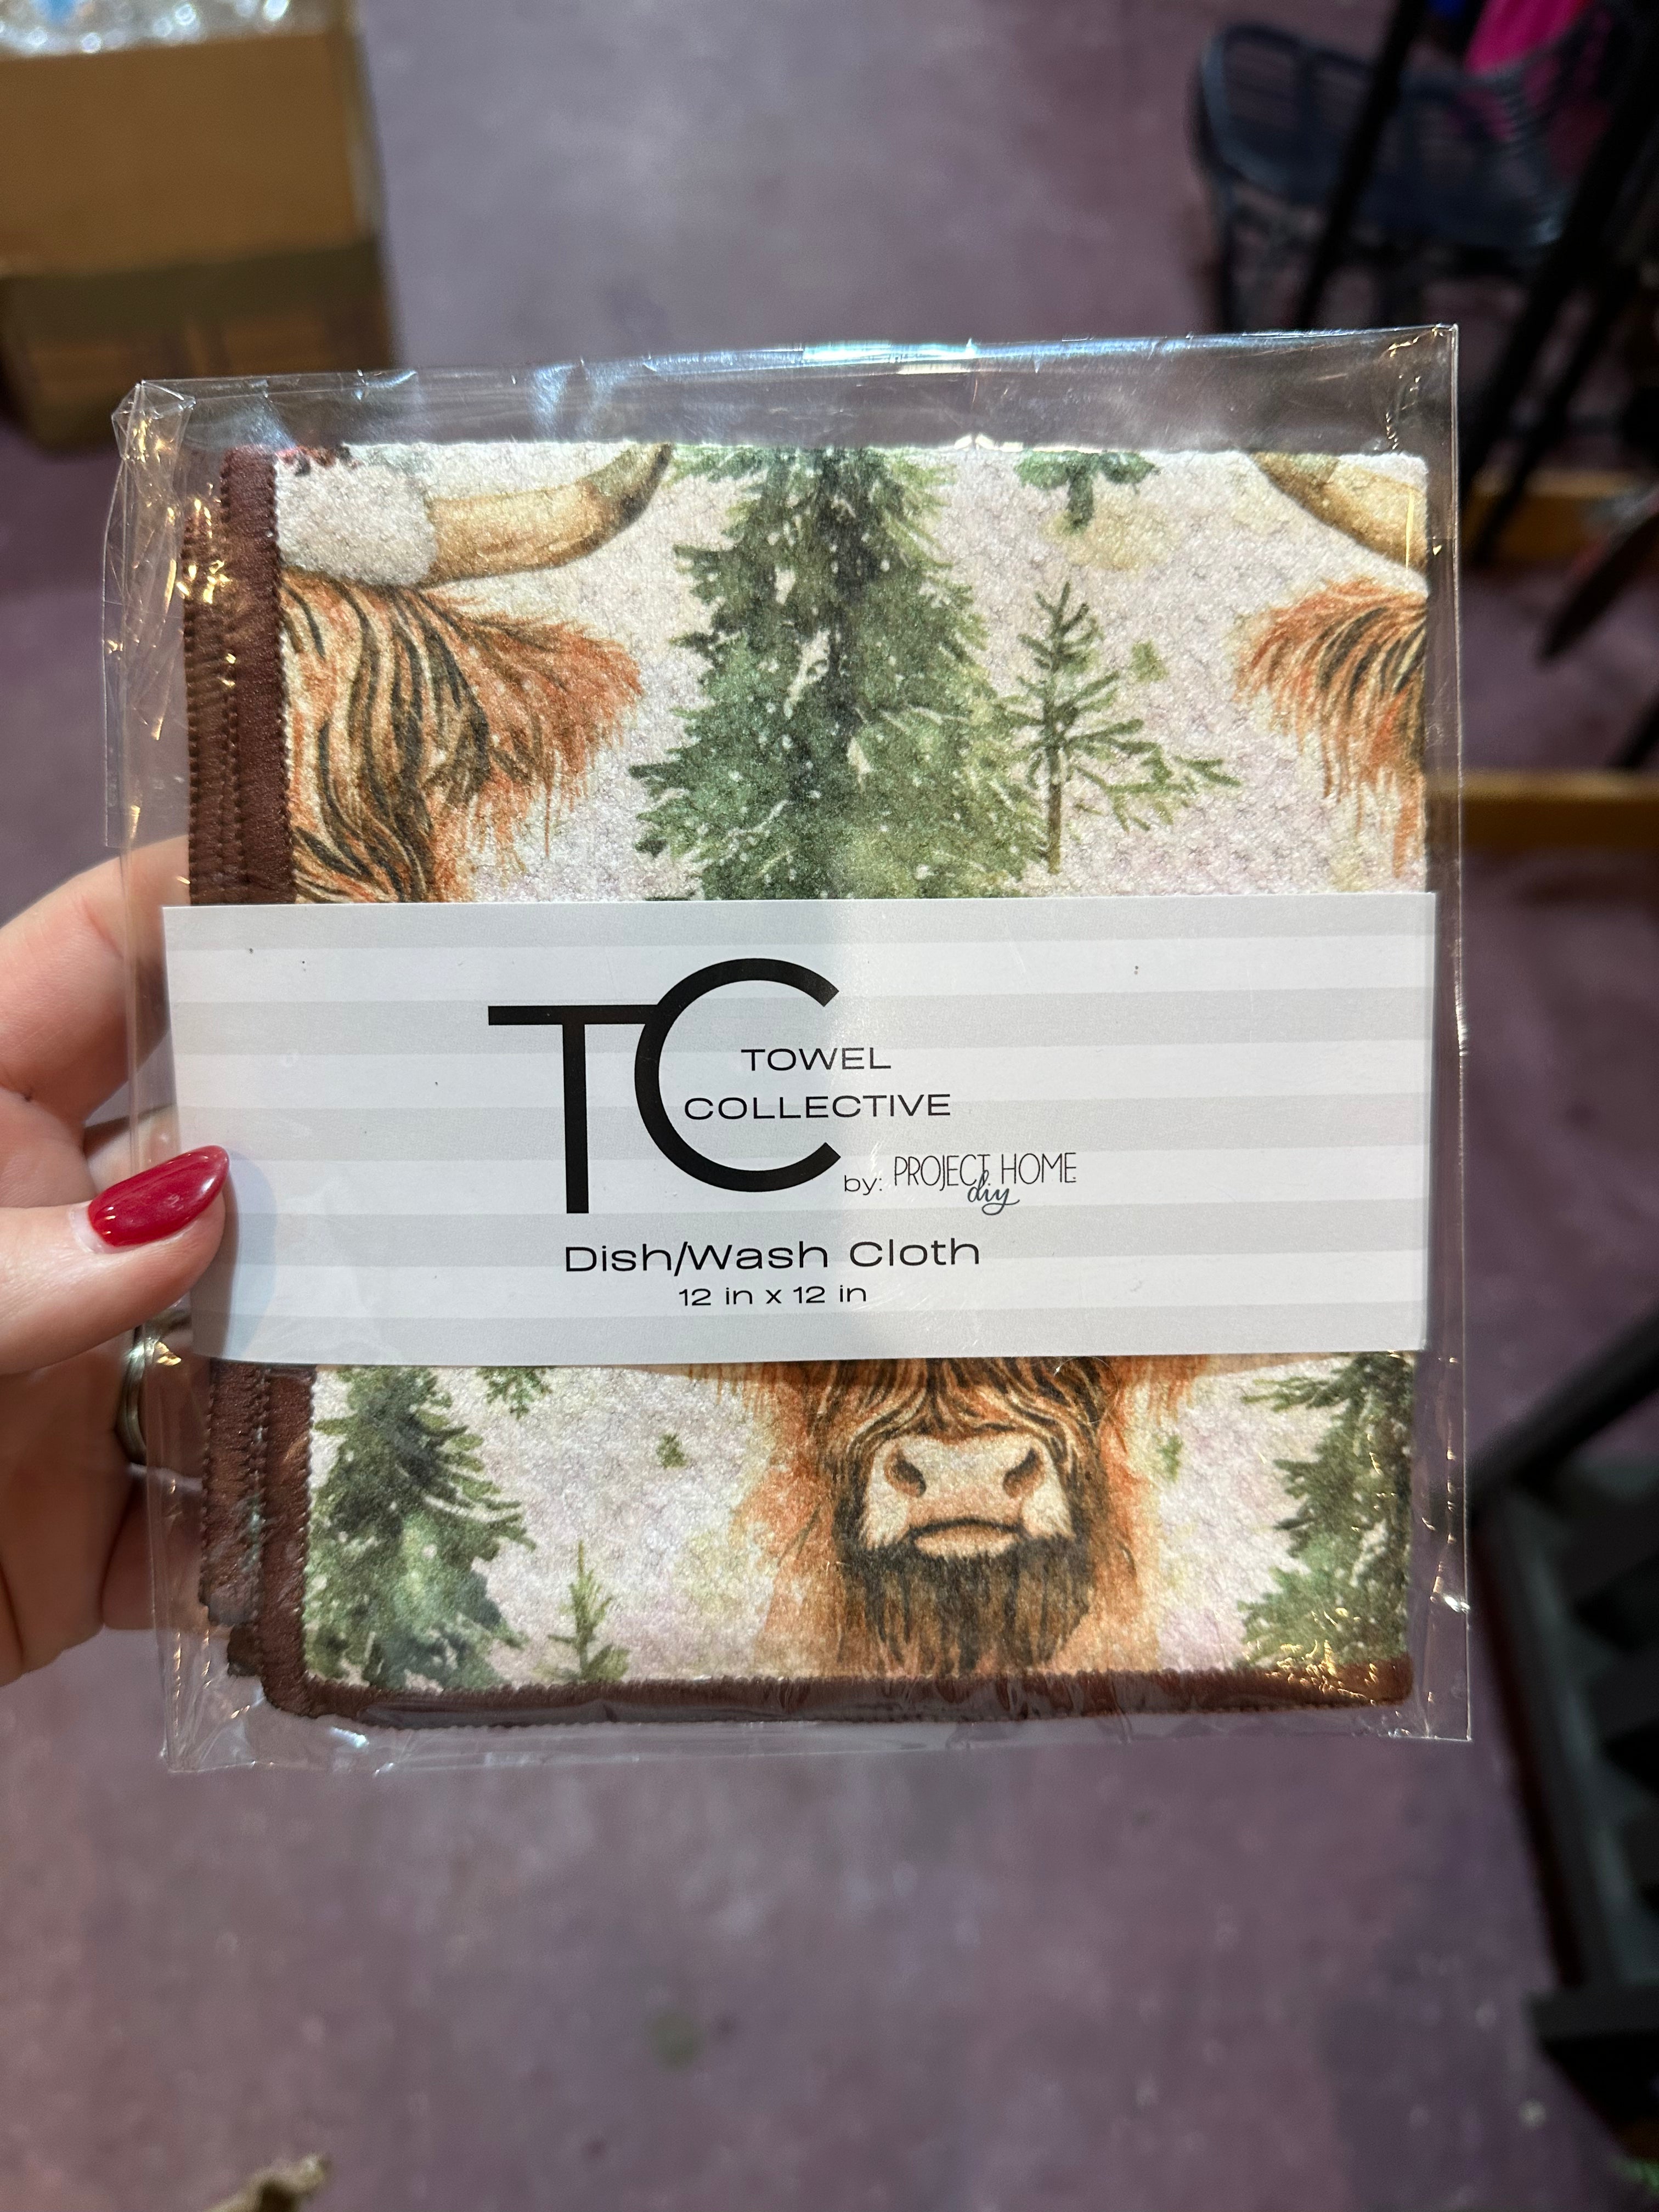 TC
TOWEL
COLLECTIVE
by: PROJECT HOME
diy
Dish/Wash Cloth
12 in x 12 in